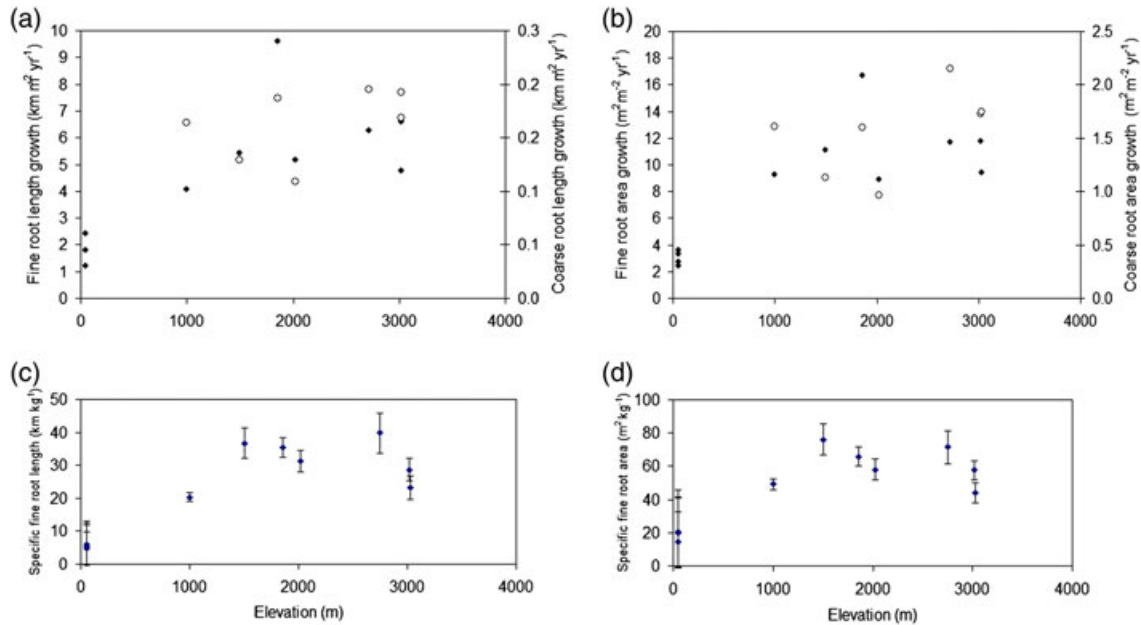 (a)
Fine root length growth (km m² yr⁻¹)
10
9
8
7
6
5
4
3
2
1
0
0.3
0.2
0.2
0.1
0.1
0.0
Coarse root length growth (km m² yr⁻¹)
0 1000 2000 3000 4000
(b)
Fine root area growth (m² m⁻² yr⁻¹)
20
18
16
14
12
10
8
6
4
2
0
2.5
2.0
1.5
1.0
0.5
0.0
Coarse root area growth (m² m⁻² yr⁻¹)
0 1000 2000 3000 4000
(c)
Specific fine root length (km kg¹)
50
40
30
20
10
0
0 1000 2000 3000 4000
Elevation (m)
(d)
Specific fine root area (m² kg⁻¹)
100
80
60
40
20
0
0 1000 2000 3000 4000
Elevation (m)